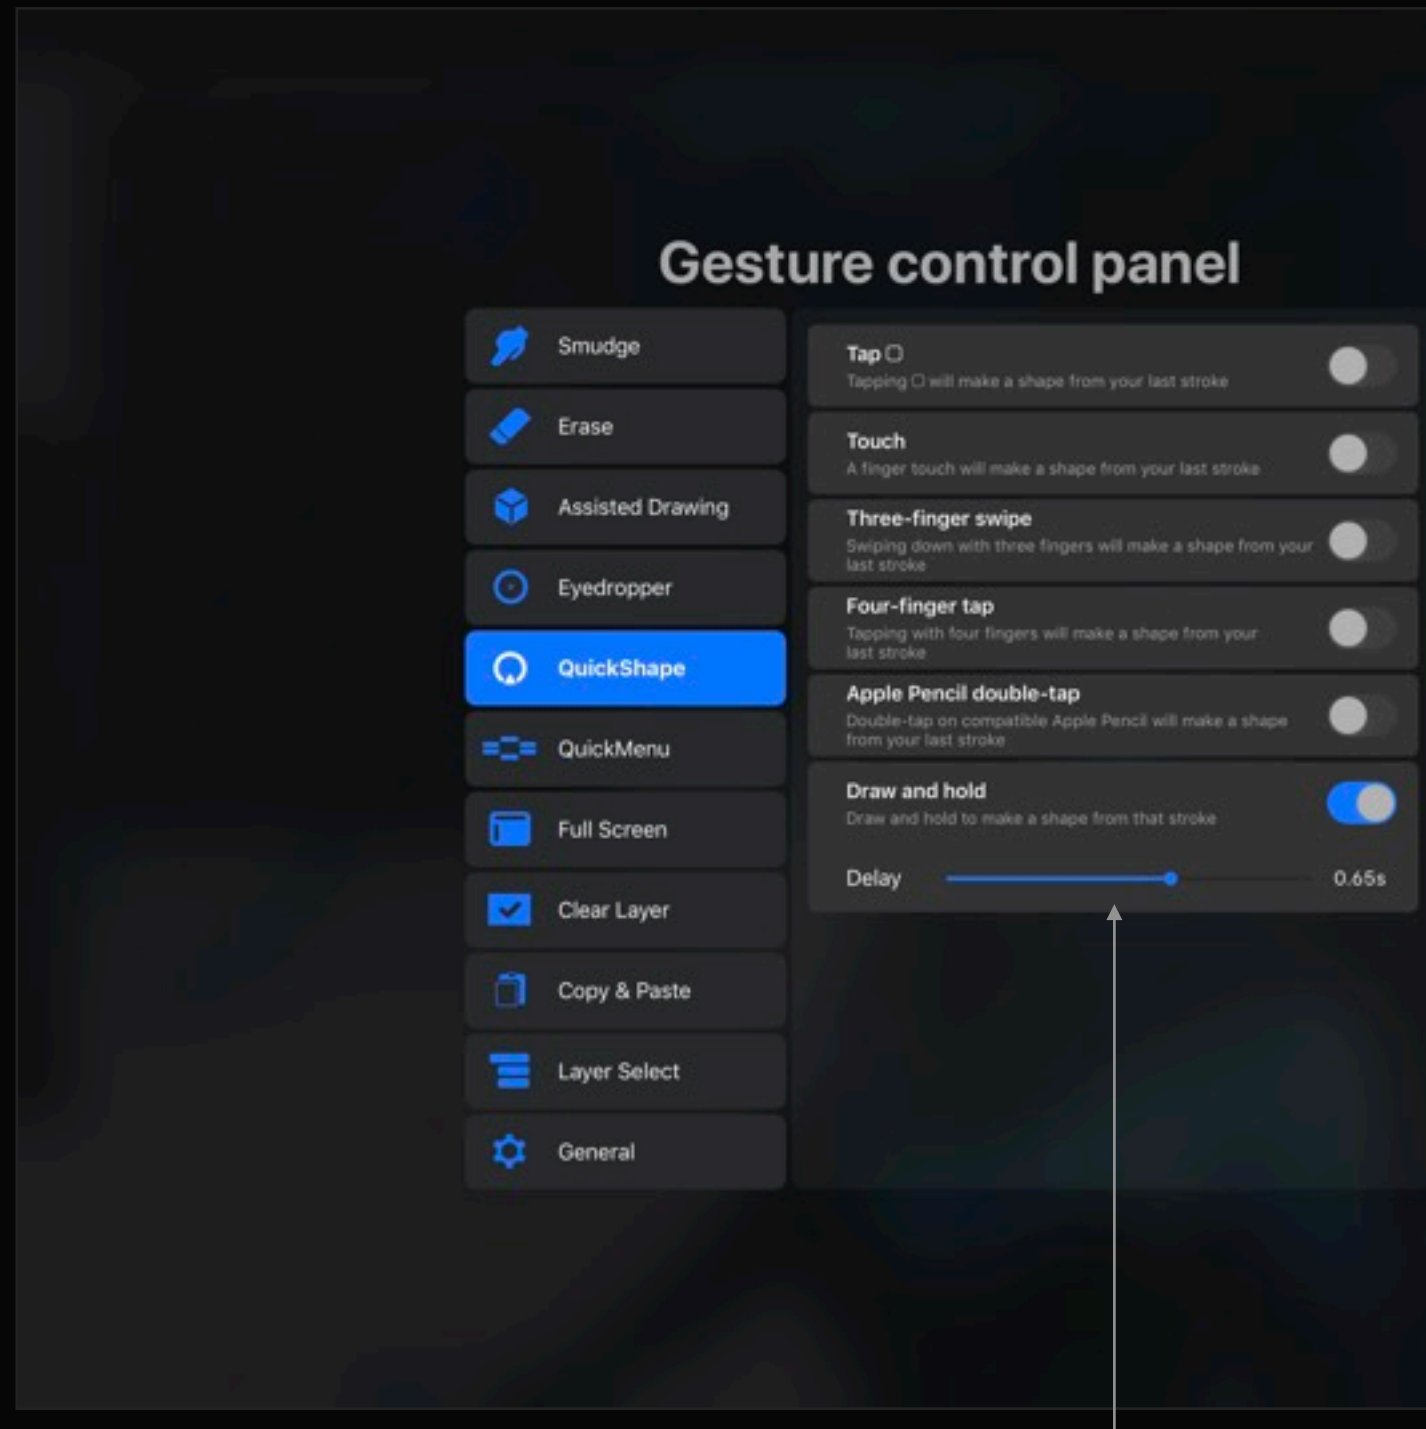 Gesture control panel
Smudge
Erase
Assisted Drawing
Eyedropper
QuickShape
QuickMenu
Full Screen
Clear Layer
Copy & Paste
Layer Select
General
Tap
Tapping will make a shape from your last stroke
Touch
A finger touch will make a shape from your last stroke
Three-finger swipe
Swiping down with three fingers will make a shape from your
last stroke
Four-finger tap
Tapping with four fingers will make a shape from your
last stroke
Apple Pencil double-tap
Double-tap on compatible Apple Pencil will make a shape
from your last stroke
Draw and hold
Draw and hold to make a shape from that stroke
Delay 0.65s